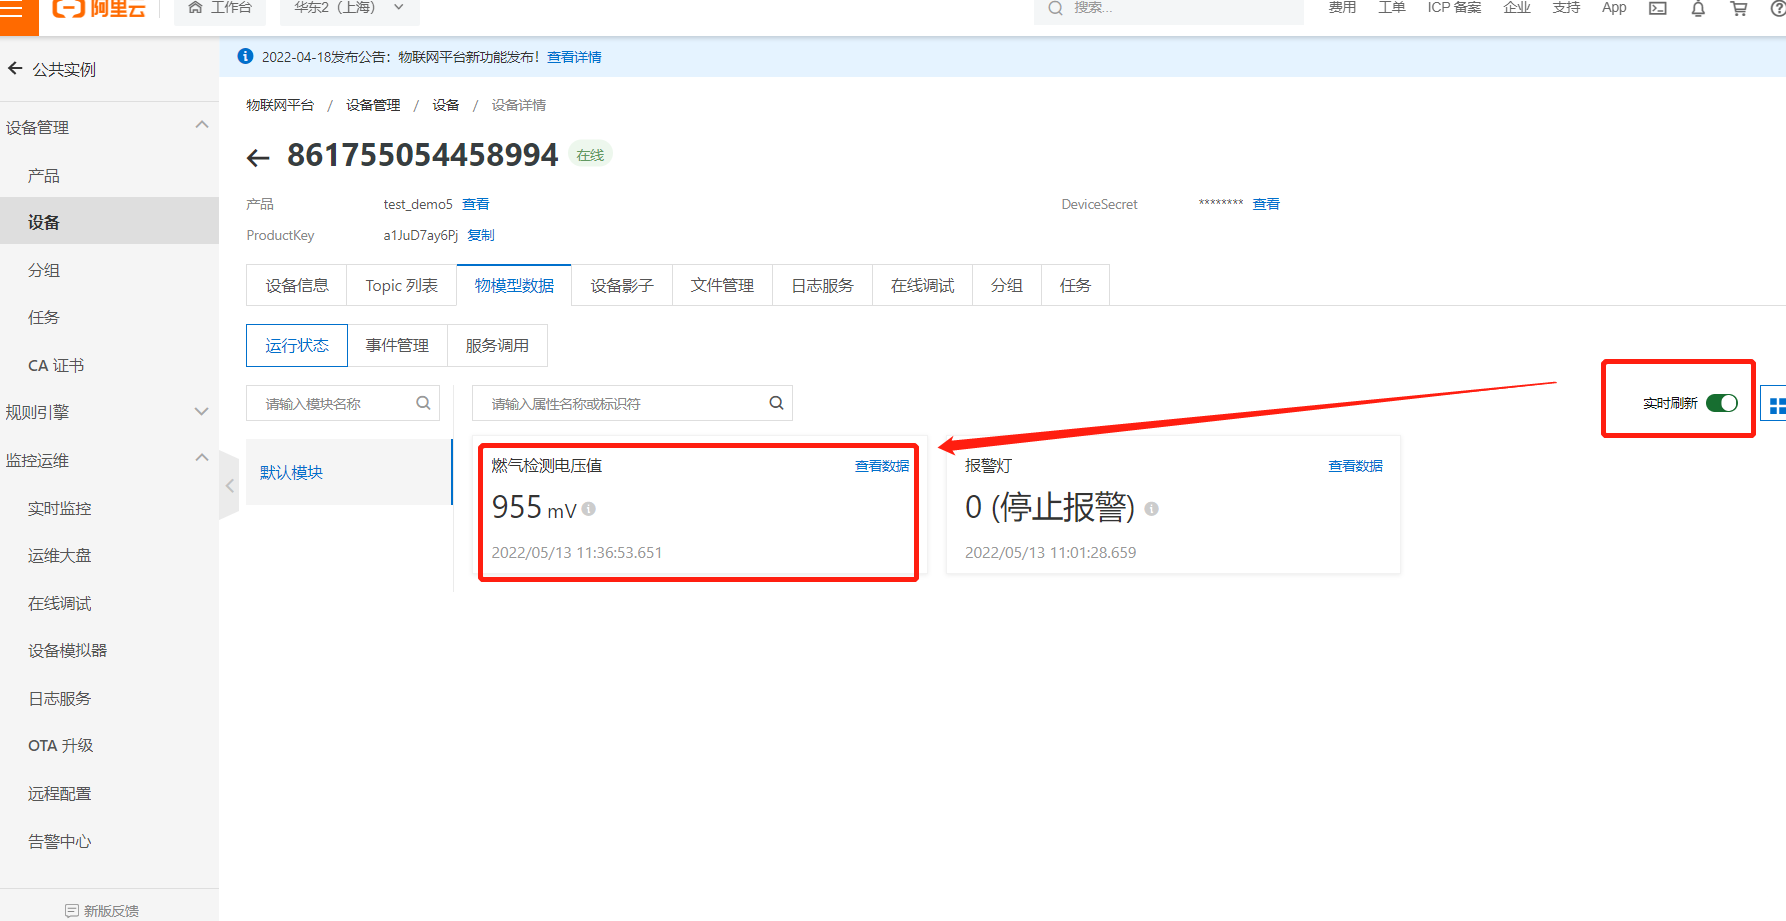 阿里云
工作台
华东2（上海）
搜索...
费用
工单
ICP 备案
企业
支持
App
公共实例
设备管理
产品
设备
分组
任务
CA 证书
规则引擎
监控运维
实时监控
运维大盘
在线调试
设备模拟器
日志服务
OTA 升级
远程配置
告警中心
新版反馈
2022-04-18发布公告：物联网平台新功能发布！查看详情
物联网平台 / 设备管理 / 设备 / 设备详情
861755054458994 在线
产品 test_demo5 查看
DeviceSecret ******** 查看
ProductKey a1JuD7ay6Pj 复制
设备信息 Topic 列表 物模型数据 设备影子 文件管理 日志服务 在线调试 分组 任务
运行状态 事件管理 服务调用
请输入模块名称
请输入属性名称或标识符
实时刷新
默认模块
燃气检测电压值 查看数据
955 mV
2022/05/13 11:36:53.651
报警灯 查看数据
0 (停止报警)
2022/05/13 11:01:28.659